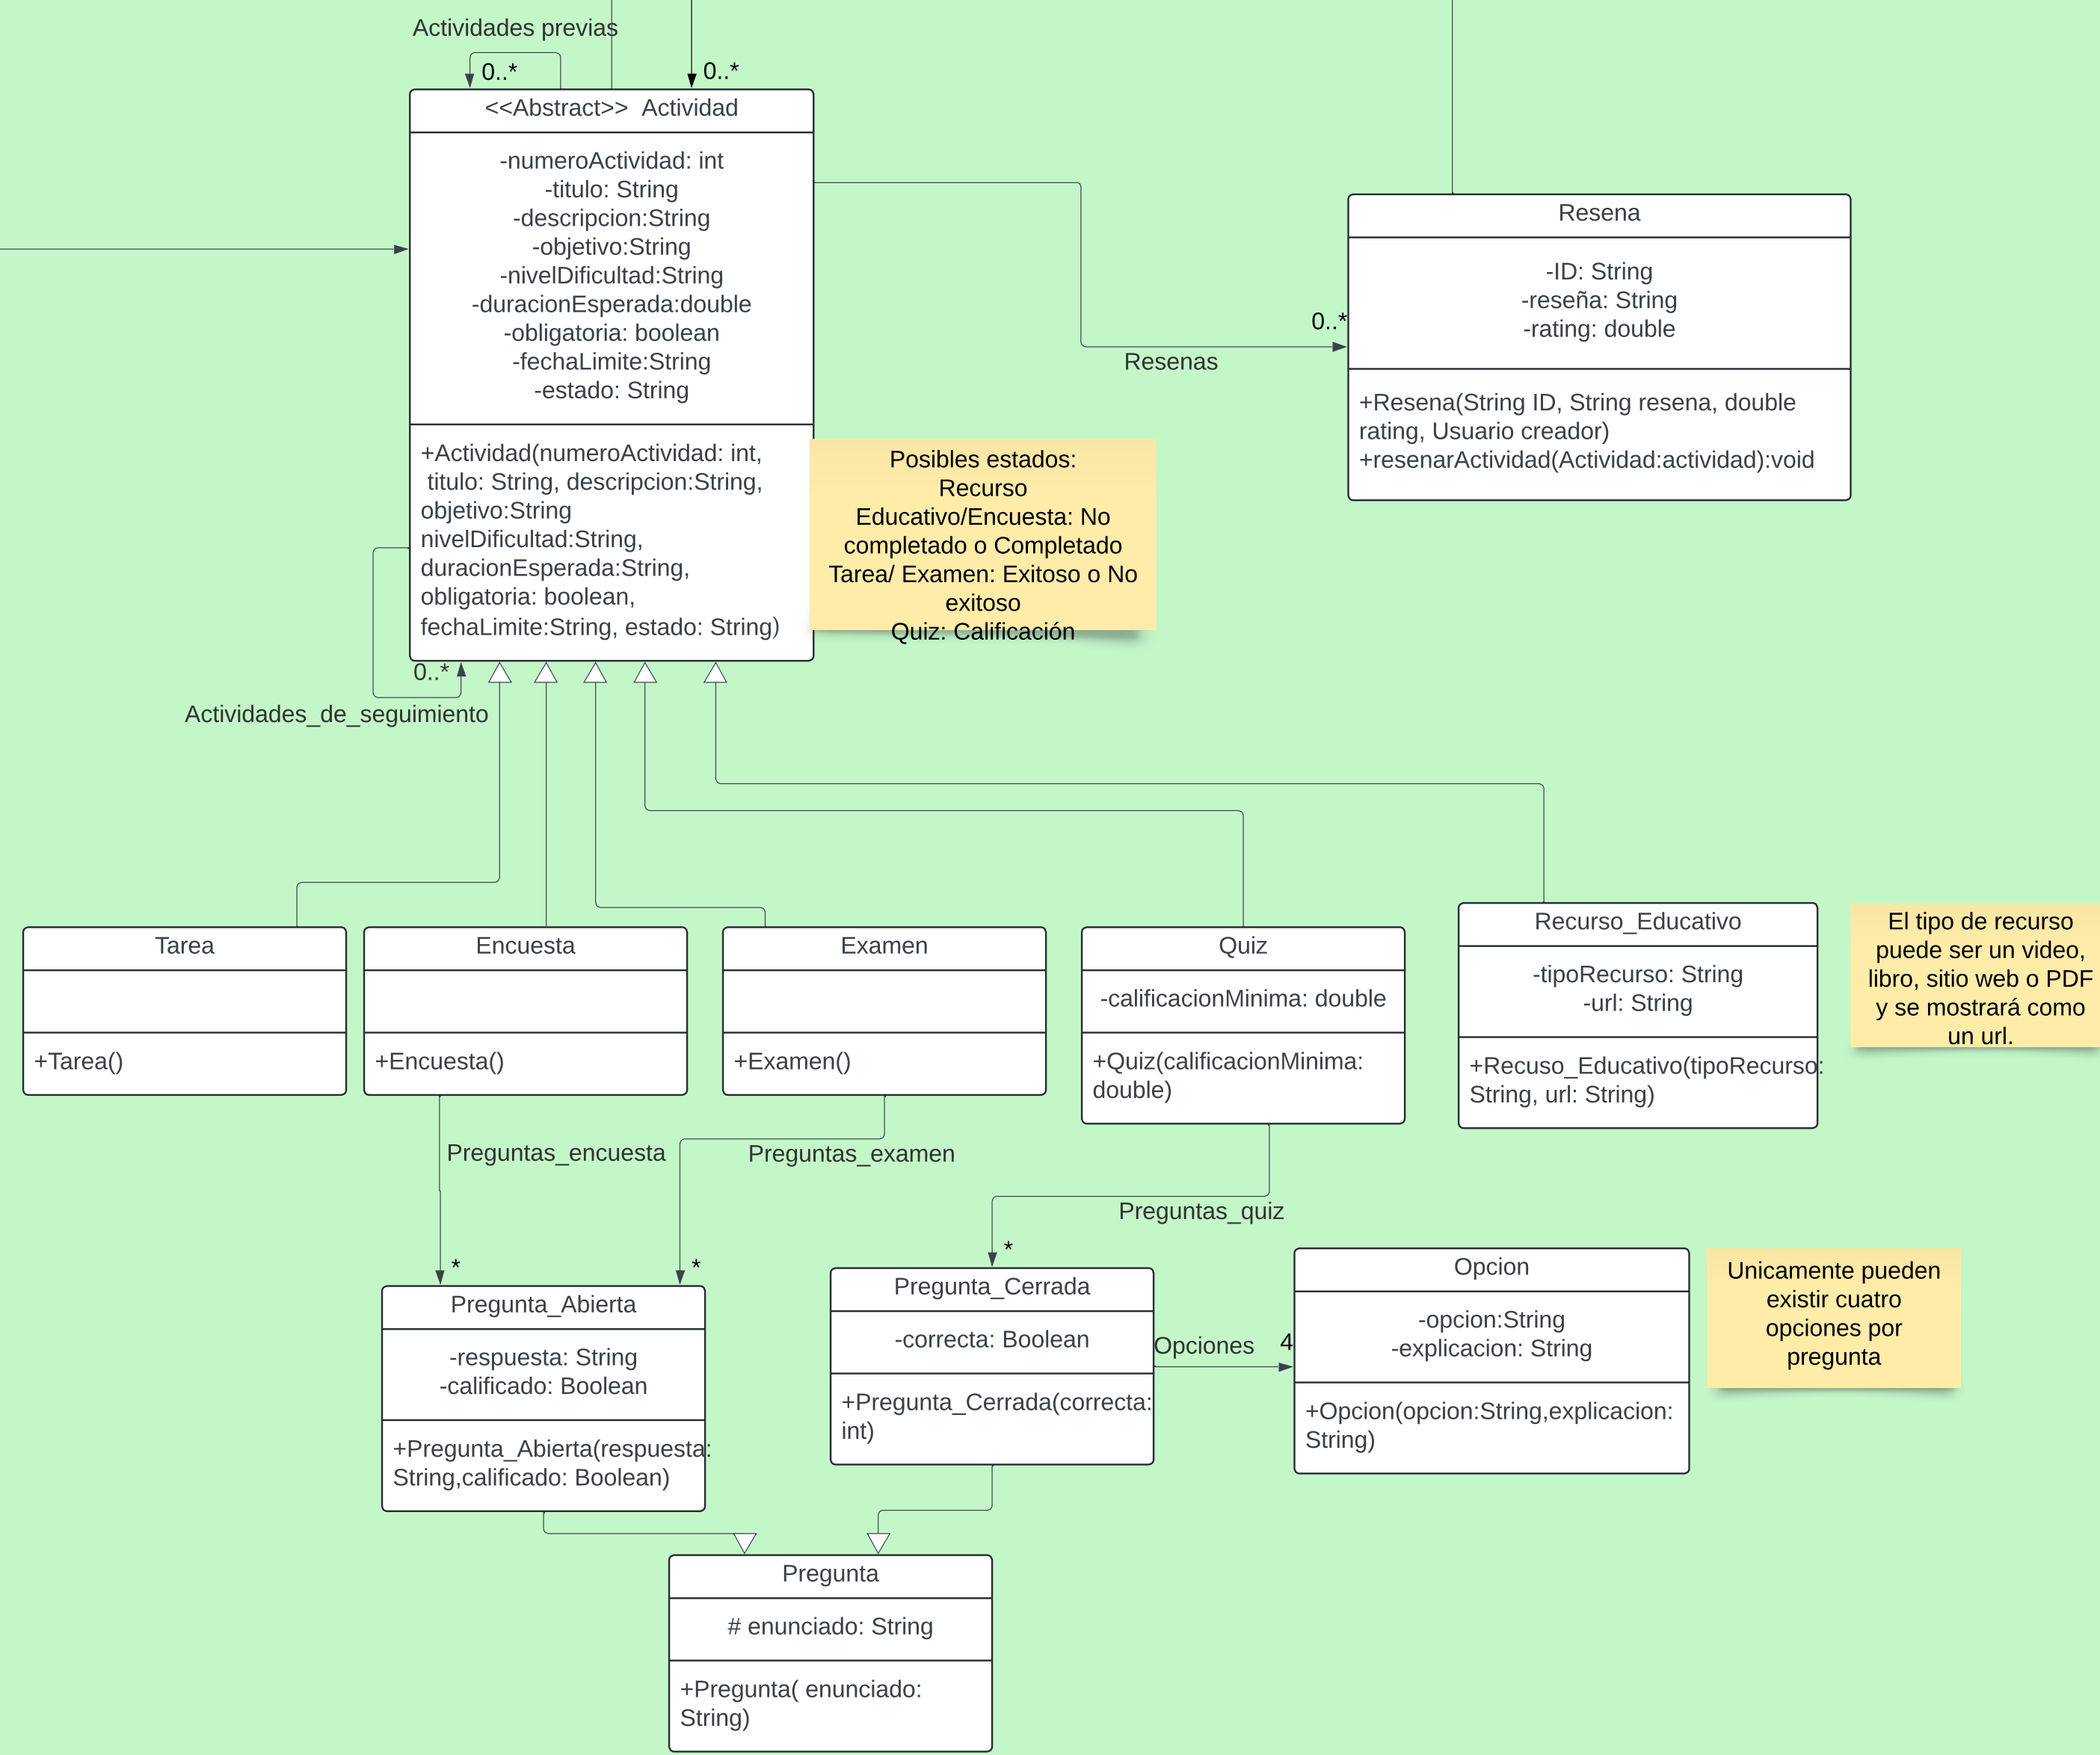 Actividades previas
0..*
0..*
<<Abstract>>  Actividad
-numeroActividad: int
-titulo: String
-descripcion:String
-objetivo:String
-nivelDificultad:String
-duracionEsperada:double
-obligatoria: boolean
-fechaLimite:String
-estado: String
+Actividad(numeroActividad: int,
titulo: String, descripcion:String,
objetivo:String
nivelDificultad:String,
duracionEsperada:String,
obligatoria: boolean,
fechaLimite:String, estado: String)
Posibles estados:
Recurso
Educativo/Encuesta: No
completado o Completado
Tarea/ Examen: Exitoso o No
exitoso
Quiz: Calificación
Resenas
0..*
Resena
-ID: String
-reseña: String
-rating: double
+Resena(String ID, String resena, double
rating, Usuario creador)
+resenarActividad(Actividad:actividad):void
0..*
Actividades_de_seguimiento
Tarea
+Tarea()
Encuesta
+Encuesta()
Examen
+Examen()
Quiz
-calificacionMinima: double
+Quiz(calificacionMinima:
double)
Recurso_Educativo
-tipoRecurso: String
-url: String
+Recuso_Educativo(tipoRecurso:
String, url: String)
El tipo de recurso
puede ser un video,
libro, sitio web o PDF
y se mostrará como
un url.
Preguntas_encuesta
Preguntas_examen
Preguntas_quiz
*
*
*
Pregunta_Abierta
-respuesta: String
-calificado: Boolean
+Pregunta_Abierta(respuesta:
String,calificado: Boolean)
Pregunta_Cerrada
-correcta: Boolean
+Pregunta_Cerrada(correcta:
int)
Opciones
4
Opcion
-opcion:String
-explicacion: String
+Opcion(opcion:String,explicacion:
String)
Unicamente pueden
existir cuatro
opciones por
pregunta
Pregunta
# enunciado: String
+Pregunta( enunciado:
String)